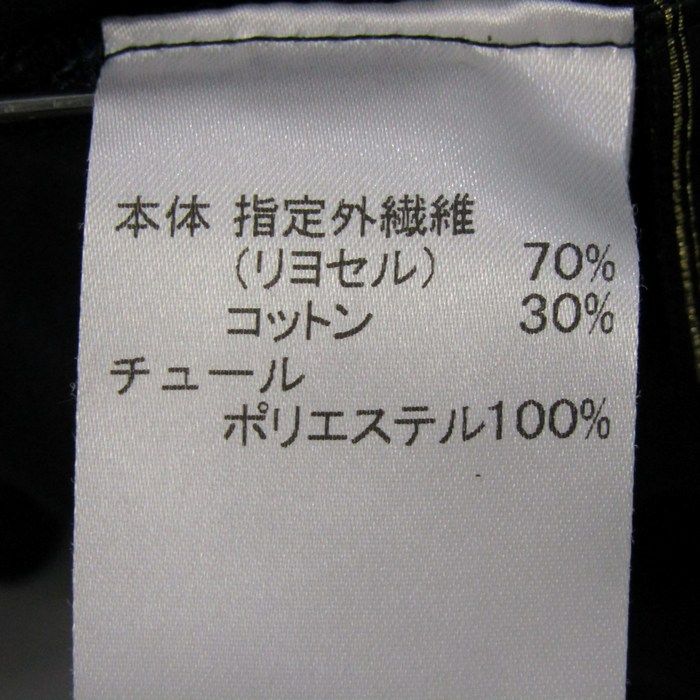 本体 指定外繊維
(リヨセル) 70%
コットン 30%
チュール
ポリエステル100%